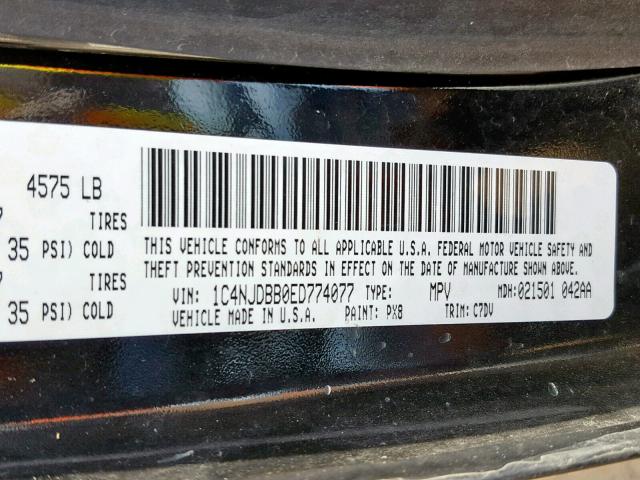 4575 LB
TIRES
35 PSI) COLD
TIRES
35 PSI) COLD
THIS VEHICLE CONFORMS TO ALL APPLICABLE U.S.A. FEDERAL MOTOR VEHICLE SAFETY AND
THEFT PREVENTION STANDARDS IN EFFECT ON THE DATE OF MANUFACTURE SHOWN ABOVE.
VIN: 1C4NJDBB0ED774077 TYPE: MPV MDH:021501 042AA
VEHICLE MADE IN U.S.A. PAINT: PX8 TRIM: C7DV